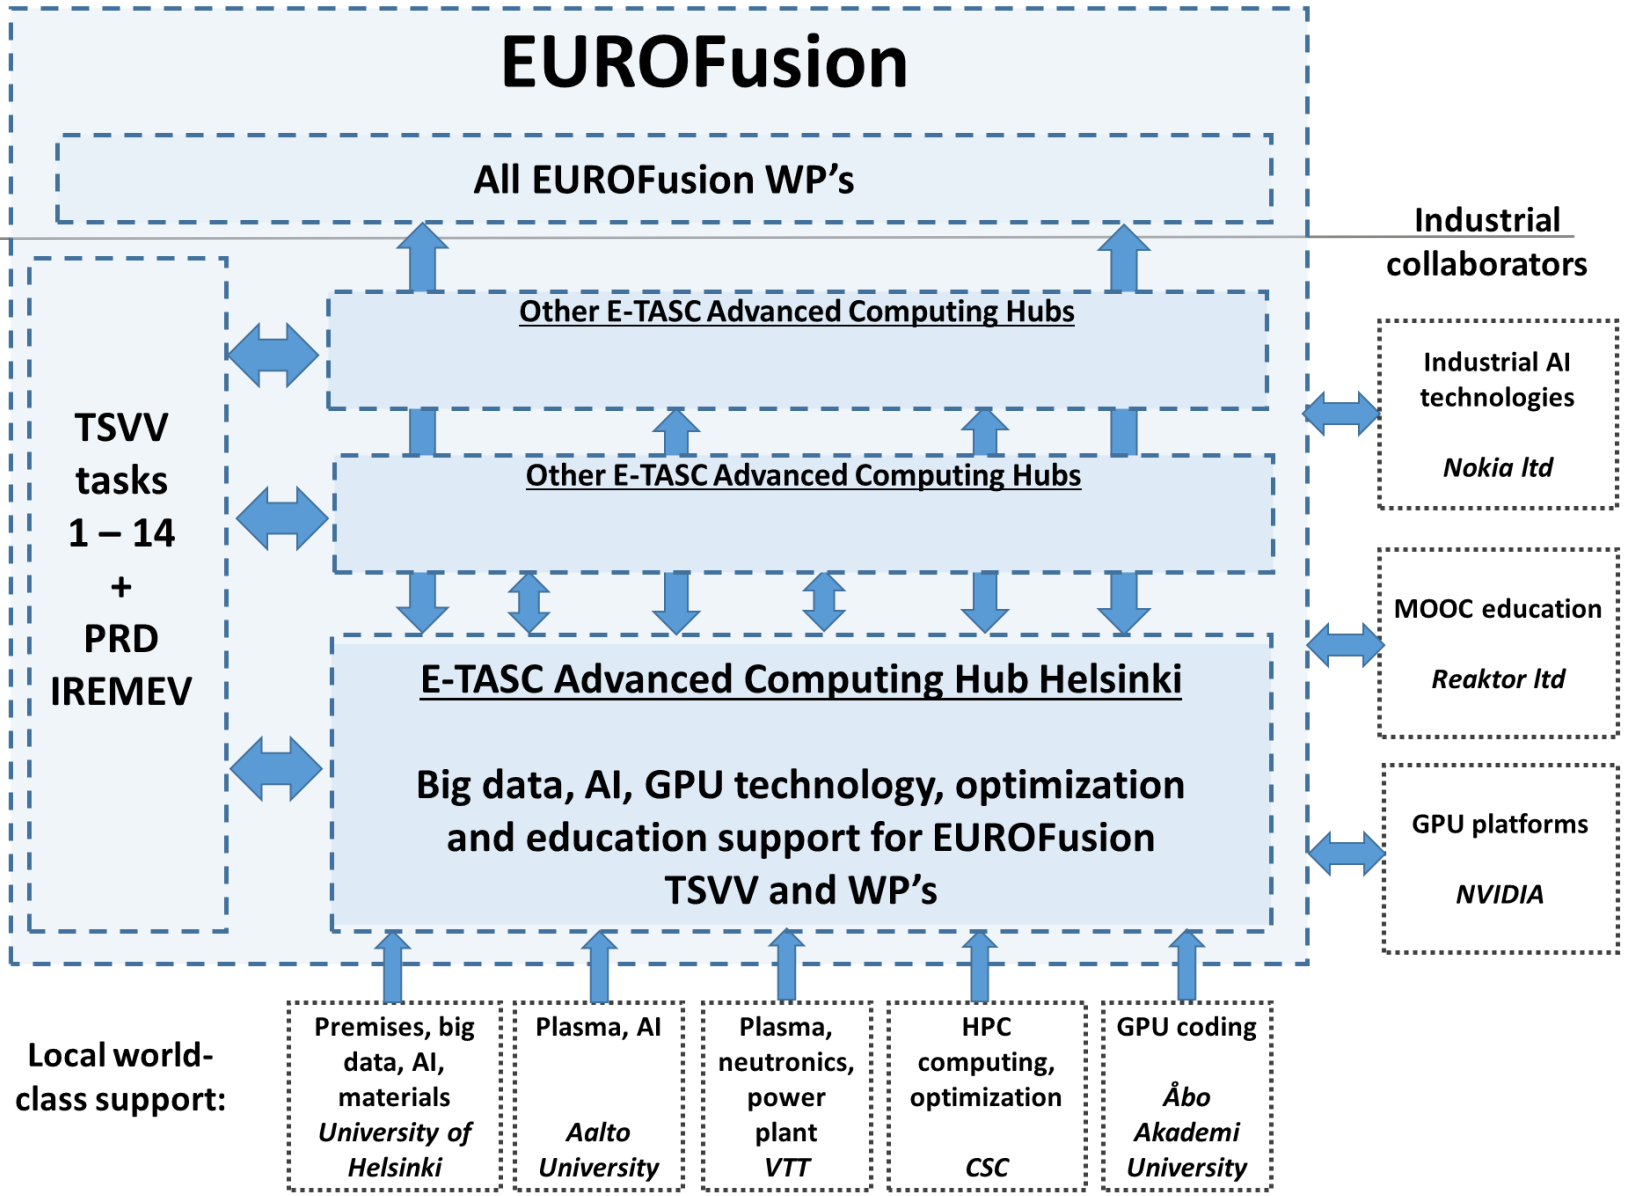 EUROFusion
All EUROFusion WP's
Industrial
collaborators
Other E-TASC Advanced Computing Hubs
Industrial AI
technologies
Nokia ltd
TSVV
tasks
1 – 14
+
PRD
IREMEV
Other E-TASC Advanced Computing Hubs
MOOC education
Reaktor ltd
E-TASC Advanced Computing Hub Helsinki
Big data, AI, GPU technology, optimization
and education support for EUROFusion
TSVV and WP's
GPU platforms
NVIDIA
Local world-
class support:
Premises, big
data, AI,
materials
University of
Helsinki
Plasma, AI
Aalto
University
Plasma,
neutronics,
power
plant
VTT
HPC
computing,
optimization
CSC
GPU coding
Åbo
Akademi
University